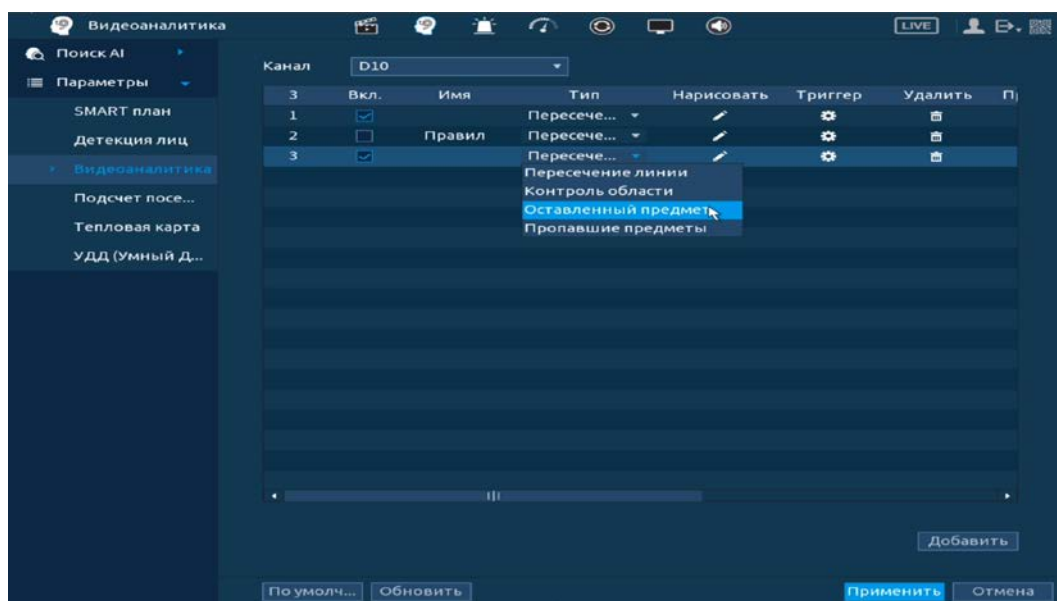 Видеоаналитика LIVE
Поиск AI
Параметры
SMART план
Детекция лиц
Видеоаналитика
Подсчет посе...
Тепловая карта
УДД (Умный Д...
Канал D10
3 Вкл. Имя Тип Нарисовать Триггер Удалить
1 Пересече...
2 Правил Пересече...
3 Пересече...
Пересечение линии
Контроль области
Оставленный предмет
Пропавшие предметы
Добавить
По умолч... Обновить Применить Отмена